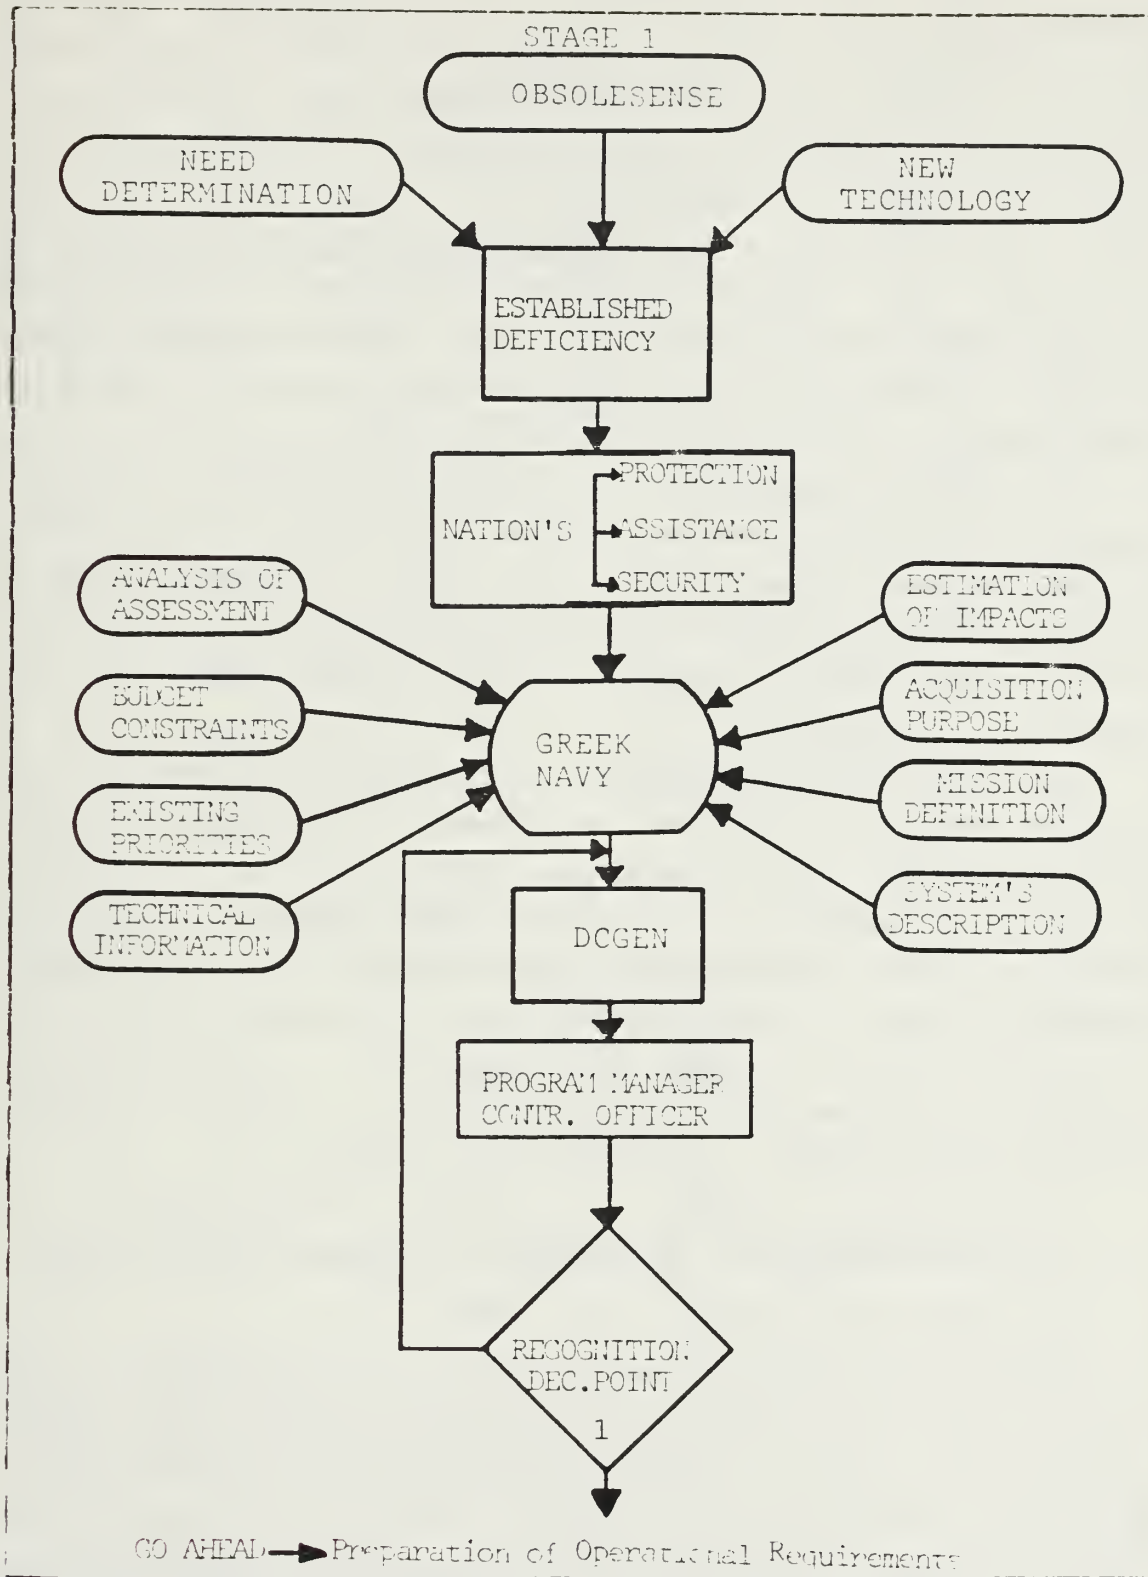 STAGE 1
OBSOLESENSE
NEED
DETERMINATION
NEW
TECHNOLOGY
ESTABLISHED
DEFICIENCY
NATION'S
PROTECTION
ASSISTANCE
SECURITY
ANALYSIS OF
ASSESSMENT
BUDGET
CONSTRAINTS
EXISTING
PRIORITIES
TECHNICAL
INFORMATION
ESTIMATION
OF IMPACTS
ACQUISITION
PURPOSE
MISSION
DEFINITION
SYSTEM'S
DESCRIPTION
GREEK
NAVY
DCGEN
PROGRAM MANAGER
CONTR. OFFICER
RECOGNITION
DEC.POINT
1
GO AHEAD Preparation of Operational Requirements